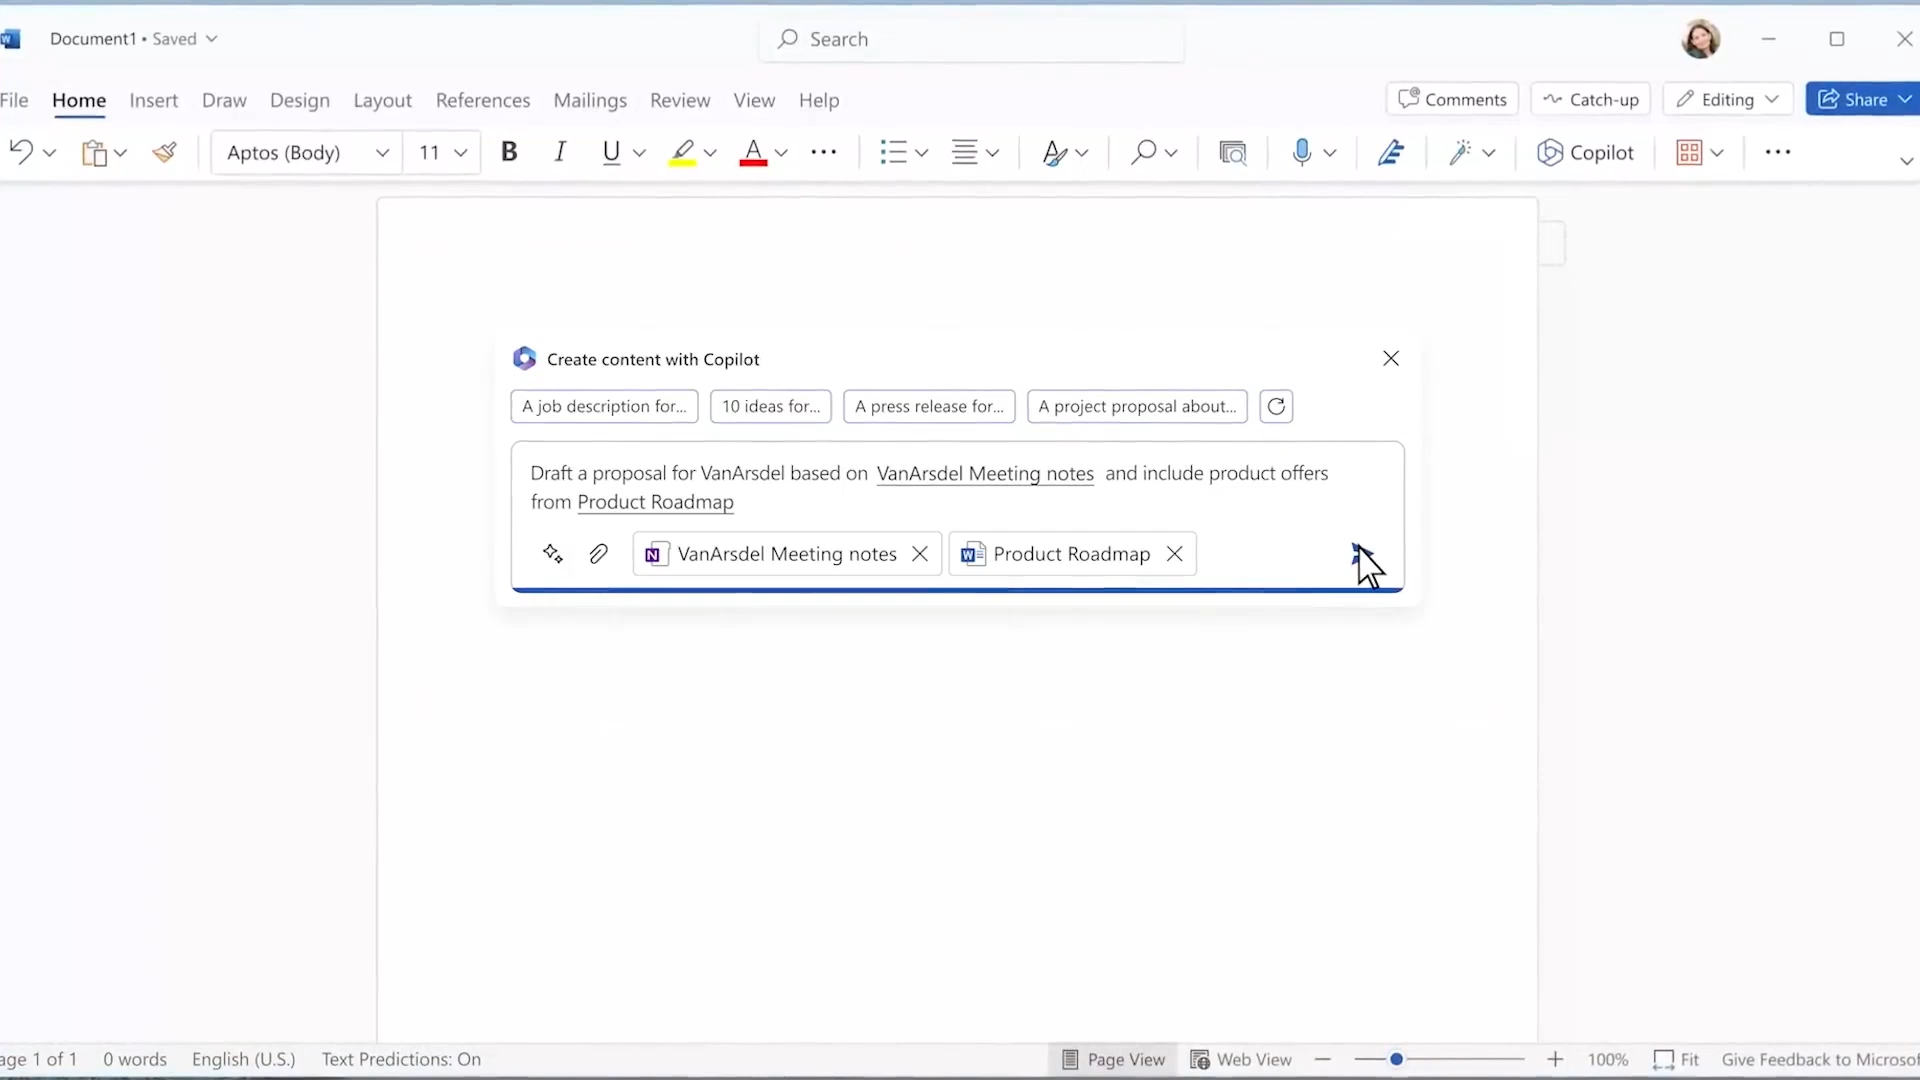 Document1 • Saved
Search
File Home Insert Draw Design Layout References Mailings Review View Help
Comments Catch-up Editing Share
Aptos (Body) 11 B I U A Copilot
Create content with Copilot
A job description for... 10 ideas for... A press release for... A project proposal about...
Draft a proposal for VanArsdel based on VanArsdel Meeting notes and include product offers
from Product Roadmap
VanArsdel Meeting notes Product Roadmap
age 1 of 1 0 words English (U.S.) Text Predictions: On Page View Web View 100% Fit Give Feedback to Microsof